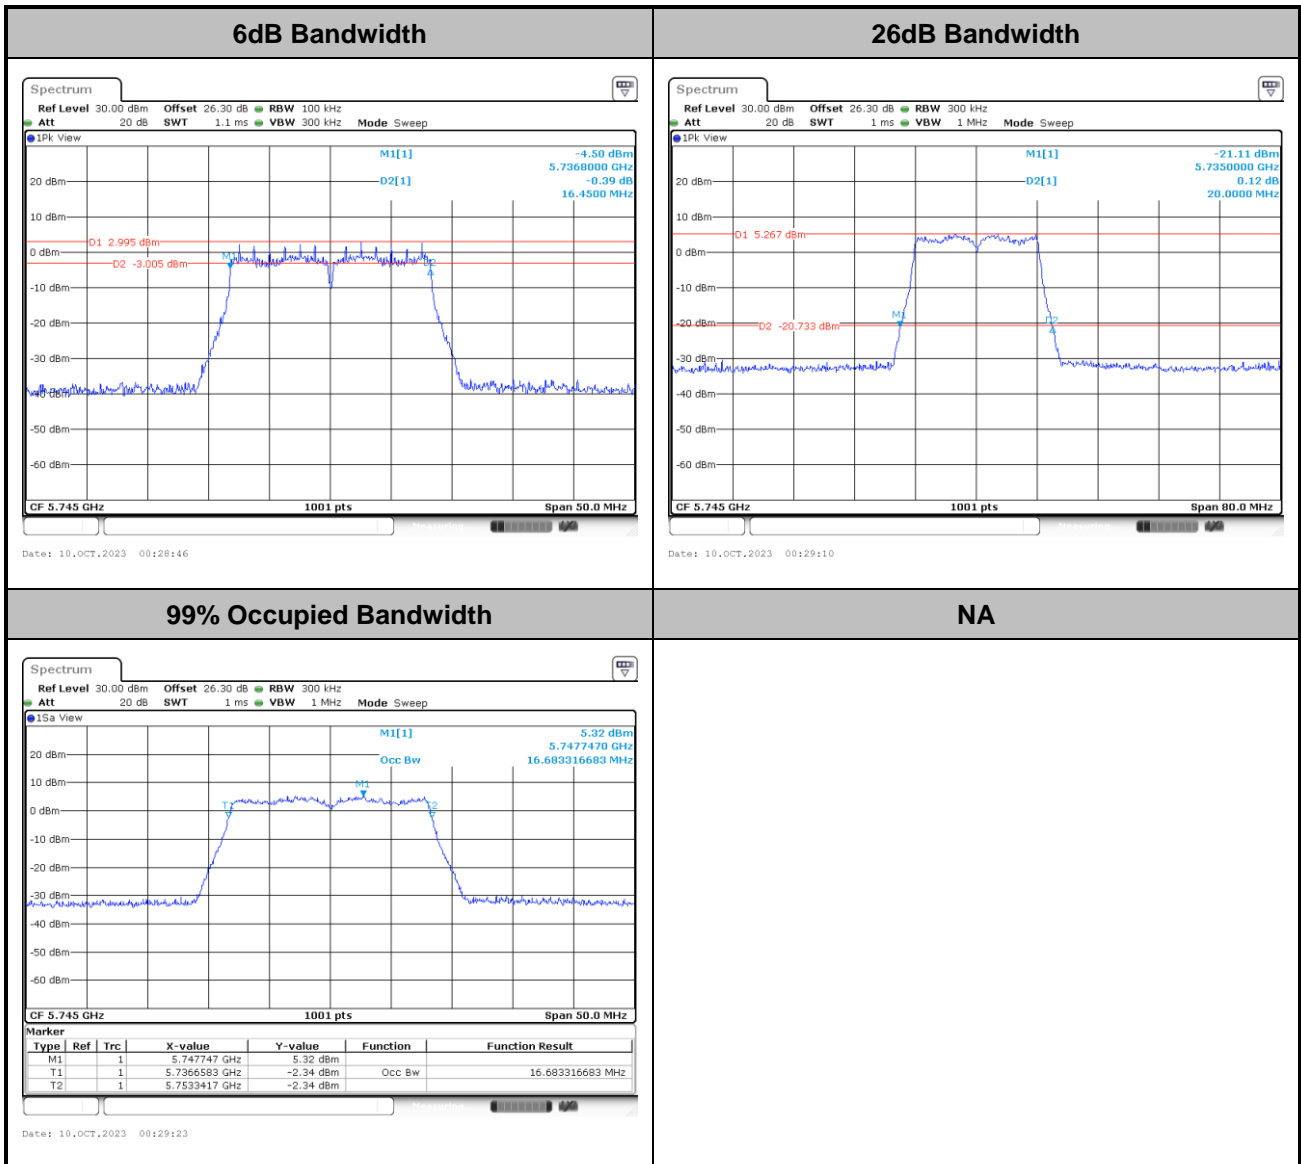 6dB Bandwidth
26dB Bandwidth
Spectrum
Ref Level 30.00 dBm Offset 26.30 dB RBW 100 kHz
Att 20 dB SWT 1.1 ms VBW 300 kHz Mode Sweep
1Pk View
M1[1] -4.50 dBm
5.7368000 GHz
D2[1] -0.39 dB
16.4500 MHz
20 dBm
10 dBm
D1 2.995 dBm
0 dBm
M1
D2
D2 -3.005 dBm
-10 dBm
-20 dBm
-30 dBm
-40 dBm
-50 dBm
-60 dBm
CF 5.745 GHz 1001 pts Span 50.0 MHz
Measuring
Date: 10.OCT.2023 00:28:46
Spectrum
Ref Level 30.00 dBm Offset 26.30 dB RBW 300 kHz
Att 20 dB SWT 1 ms VBW 1 MHz Mode Sweep
1Pk View
M1[1] -21.11 dBm
5.7350000 GHz
D2[1] 0.12 dB
20.0000 MHz
20 dBm
10 dBm
D1 5.267 dBm
0 dBm
-10 dBm
M1
D2
-20 dBm
D2 -20.733 dBm
-30 dBm
-40 dBm
-50 dBm
-60 dBm
CF 5.745 GHz 1001 pts Span 80.0 MHz
Measuring
Date: 10.OCT.2023 00:29:10
99% Occupied Bandwidth
NA
Spectrum
Ref Level 30.00 dBm Offset 26.30 dB RBW 300 kHz
Att 20 dB SWT 1 ms VBW 1 MHz Mode Sweep
1Sa View
M1[1] 5.32 dBm
5.7477470 GHz
Occ Bw 16.683316683 MHz
20 dBm
10 dBm
M1
0 dBm
T1
T2
-10 dBm
-20 dBm
-30 dBm
-40 dBm
-50 dBm
-60 dBm
CF 5.745 GHz 1001 pts Span 50.0 MHz
Marker
Type Ref Trc X-value Y-value Function Function Result
M1 1 5.747747 GHz 5.32 dBm
T1 1 5.7366583 GHz -2.34 dBm Occ Bw 16.683316683 MHz
T2 1 5.7533417 GHz -2.34 dBm
Measuring
Date: 10.OCT.2023 00:29:23